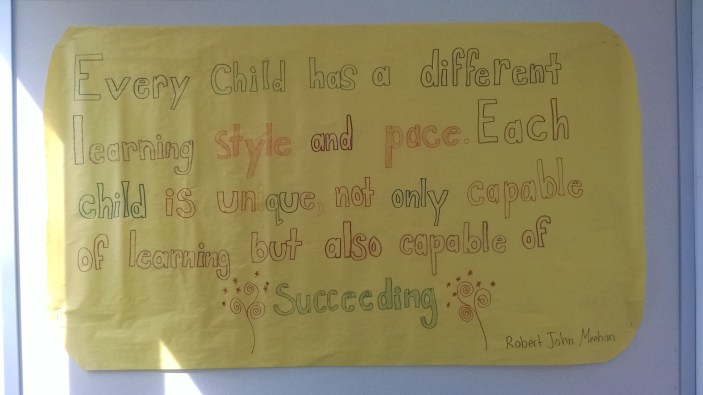 Every Child has a different
learning style and pace. Each
child is unique, not only capable
of learning but also capable of
Succeeding
Robert John Meehan